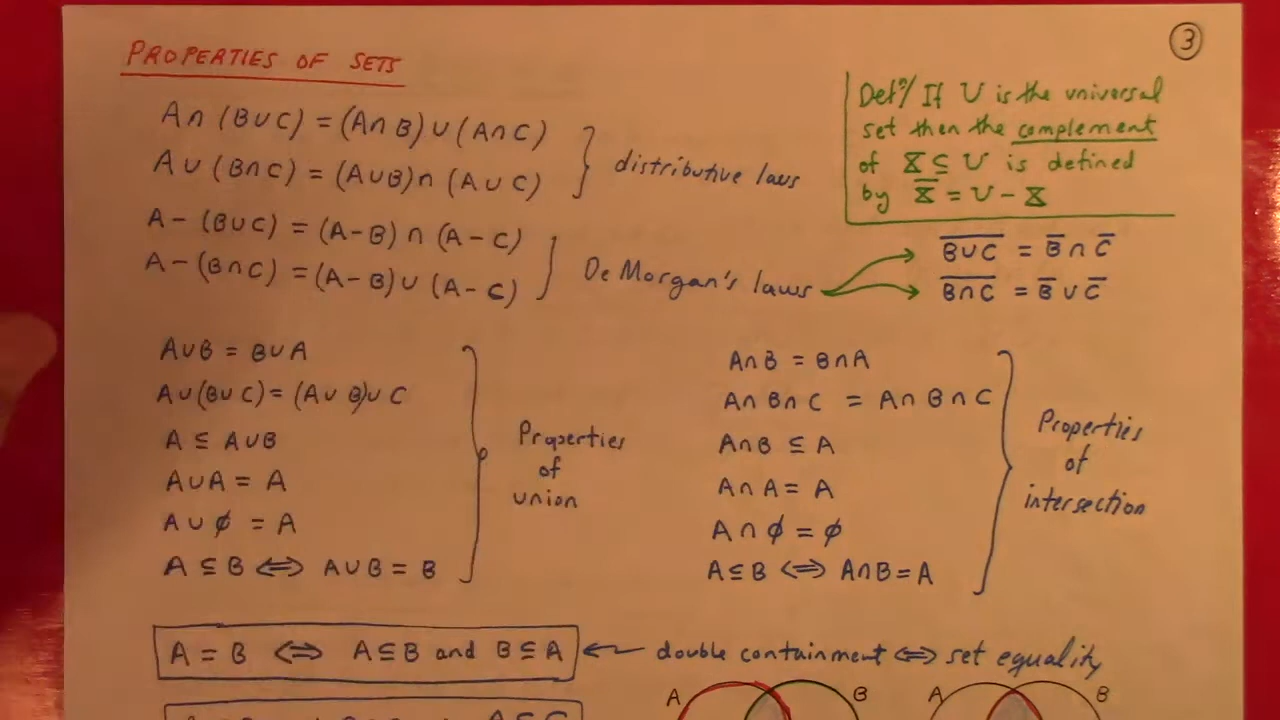 ③
PROPERTIES OF SETS
A∩(B∪C) = (A∩B)∪(A∩C)
A∪(B∩C) = (A∪B)∩(A∪C)
distributive laws
A-(B∪C) = (A-B)∩(A-C)
A-(B∩C) = (A-B)∪(A-C)
De Morgan's laws
Defⁿ/ If U is the universal
set then the complement
of X ⊆ U is defined
by X̅ = U - X
B̅∪̅C̅ = B̅ ∩ C̅
B̅∩̅C̅ = B̅ ∪ C̅
A∪B = B∪A
A∪(B∪C) = (A∪B)∪C
A ⊆ A∪B
A∪A = A
A∪∅ = A
A ⊆ B ⟺ A∪B = B
Properties
of
union
A∩B = B∩A
A∩B∩C = A∩B∩C
A∩B ⊆ A
A∩A = A
A∩∅ = ∅
A⊆B ⟺ A∩B = A
Properties
of
intersection
A = B ⟺ A⊆B and B⊆A ← double containment ⟺ set equality
A B A B